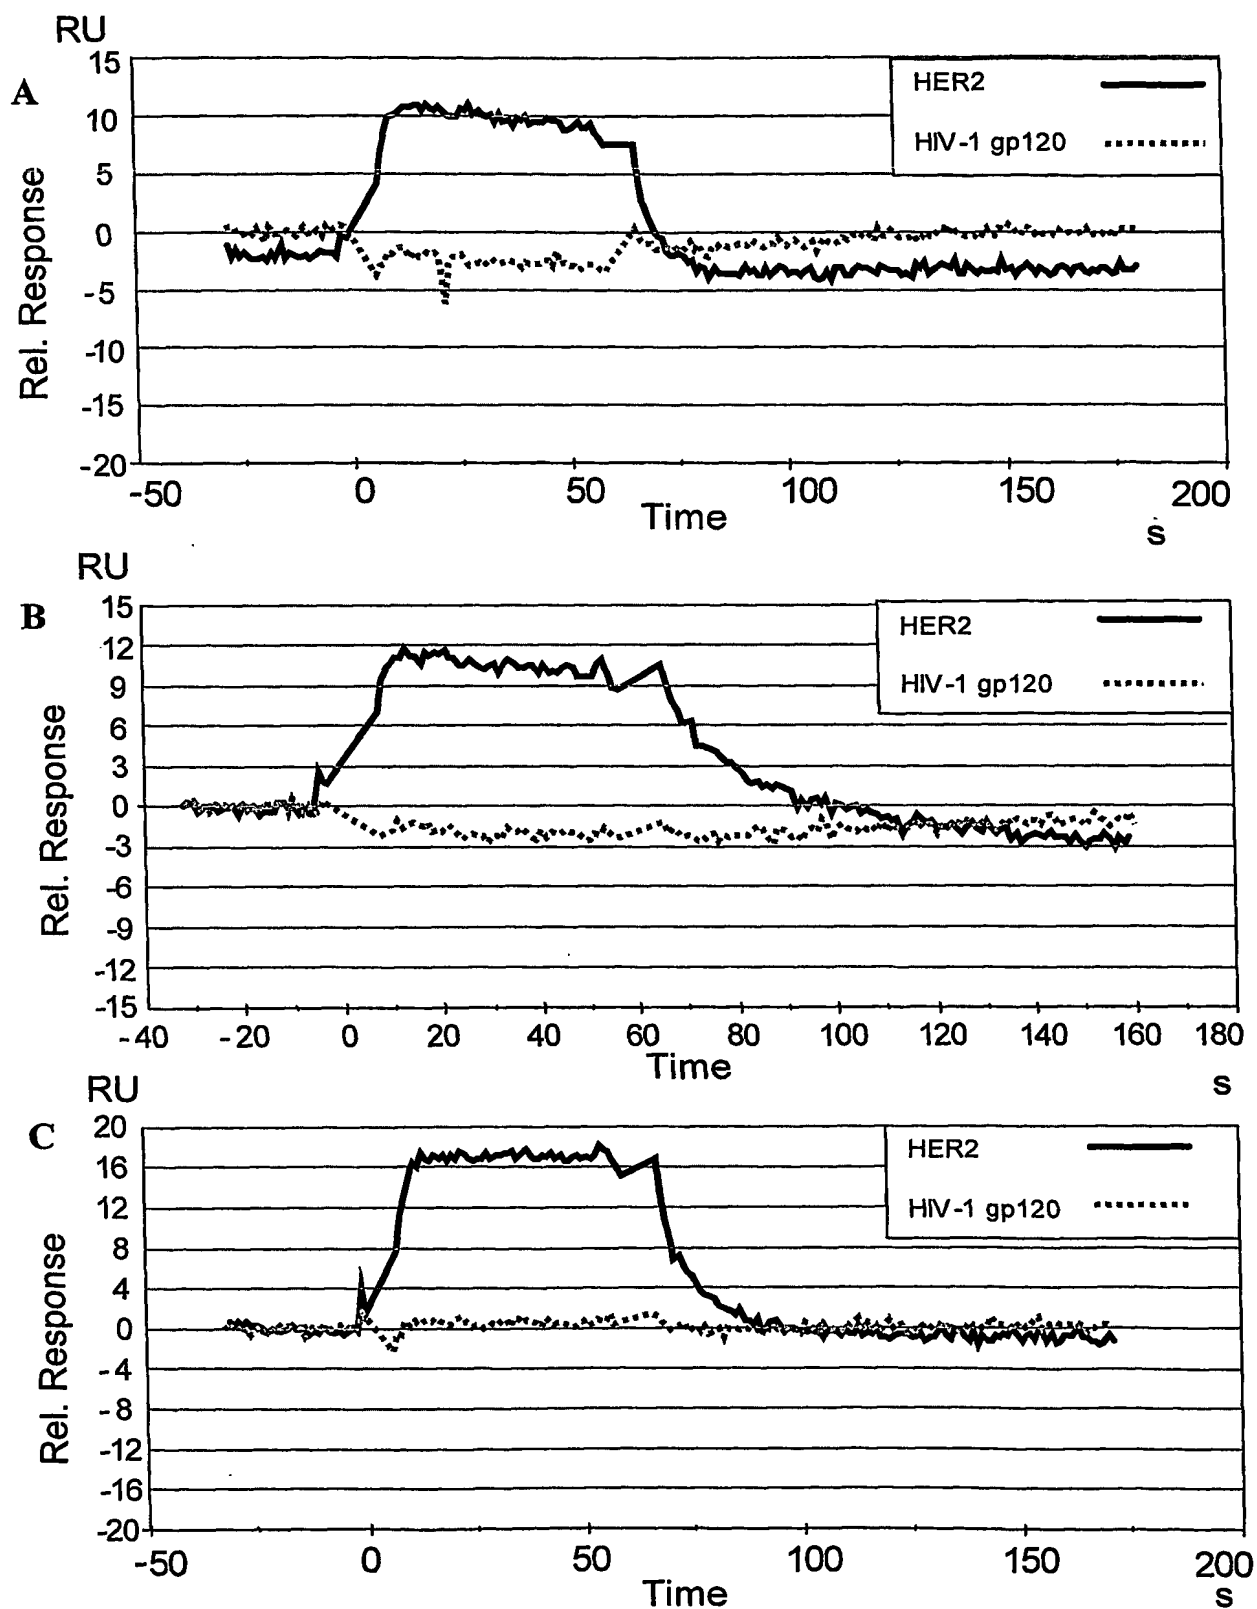 RU
A
15
10
5
0
-5
-10
-15
-20
Rel. Response
HER2
HIV-1 gp120
-50 0 50 100 150 200
Time
s
RU
B
15
12
9
6
3
0
-3
-6
-9
-12
-15
Rel. Response
HER2
HIV-1 gp120
-40 -20 0 20 40 60 80 100 120 140 160 180
Time
s
RU
C
20
16
12
8
4
0
-4
-8
-12
-16
-20
Rel. Response
HER2
HIV-1 gp120
-50 0 50 100 150 200
Time
s